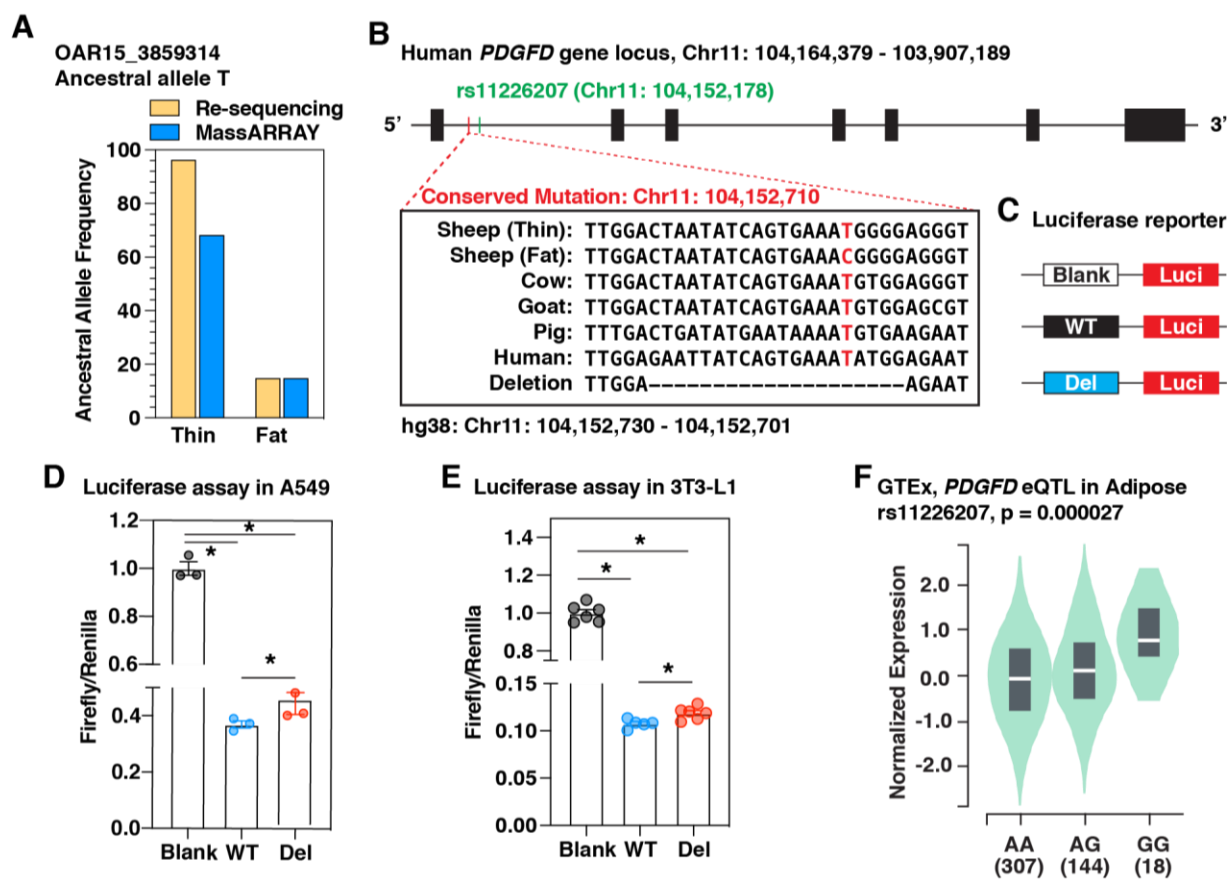 A
OAR15_3859314
Ancestral allele T
Re-sequencing
MassARRAY
Ancestral Allele Frequency
100
80
60
40
20
0
Thin
Fat
B
Human PDGFD gene locus, Chr11: 104,164,379 - 103,907,189
rs11226207 (Chr11: 104,152,178)
5'
3'
Conserved Mutation: Chr11: 104,152,710
Sheep (Thin): TTGGACTAATATCAGTGAAATGGGGAGGGT
Sheep (Fat): TTGGACTAATATCAGTGAAACGGGGAGGGT
Cow: TTGGACTAATATCAGTGAAATGTGGAGGGT
Goat: TTGGACTAATATCAGTGAAATGTGGAGCGT
Pig: TTTGACTGATATGAATAAAATGTGAAGAAT
Human: TTGGAGAATTATCAGTGAAATATGGAGAAT
Deletion TTGGA--------------------AGAAT
hg38: Chr11: 104,152,730 - 104,152,701
C
Luciferase reporter
Blank Luci
WT Luci
Del Luci
D
Luciferase assay in A549
Firefly/Renilla
1.2
1.0
0.8
0.6
0.4
0.2
0.0
*
*
*
Blank WT Del
E
Luciferase assay in 3T3-L1
Firefly/Renilla
1.4
1.2
1.0
0.8
0.15
0.10
0.05
0.00
*
*
*
Blank WT Del
F
GTEx, PDGFD eQTL in Adipose
rs11226207, p = 0.000027
Normalized Expression
2.0
1.0
0.0
-1.0
-2.0
AA AG GG
(307) (144) (18)